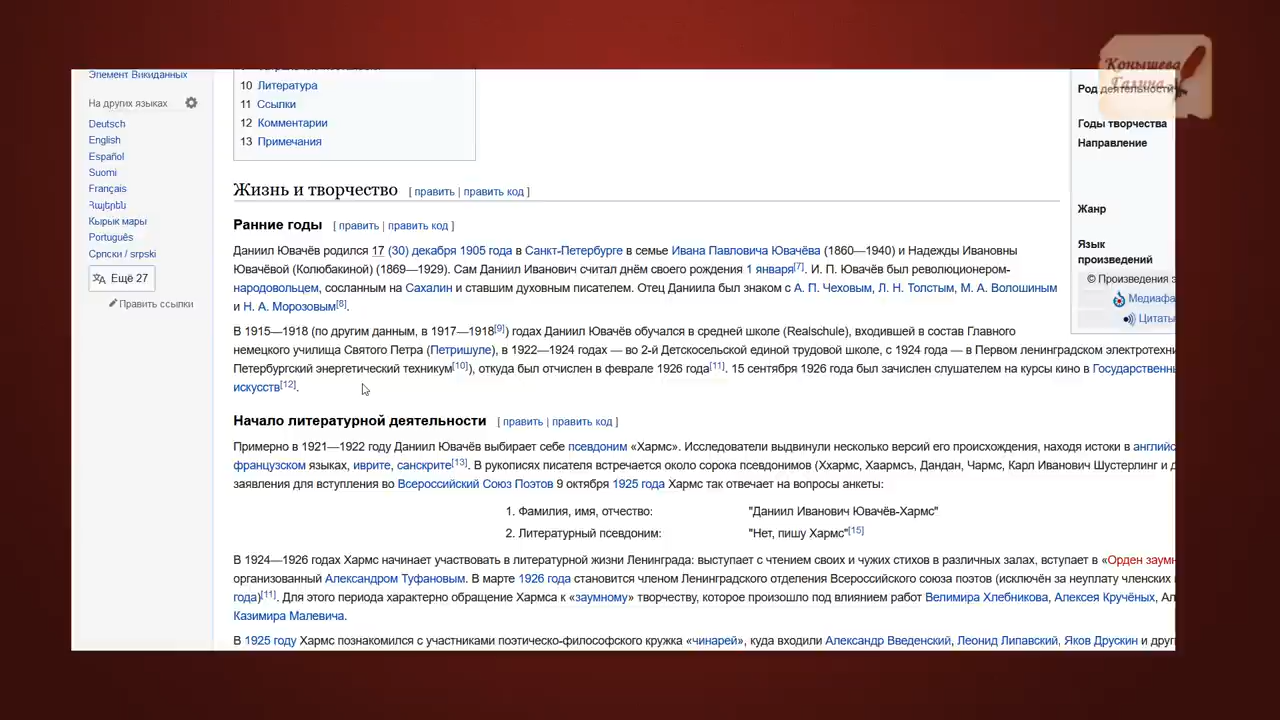 Элемент Викиданных
На других языках
Deutsch
English
Español
Suomi
Français
Հայերեն
Кырык мары
Português
Српски / srpski
Ещё 27
Править ссылки
10 Литература
11 Ссылки
12 Комментарии
13 Примечания
Жизнь и творчество [ править | править код ]
Ранние годы [ править | править код ]
Даниил Ювачёв родился 17 (30) декабря 1905 года в Санкт-Петербурге в семье Ивана Павловича Ювачёва (1860—1940) и Надежды Ивановны
Ювачёвой (Колюбакиной) (1869—1929). Сам Даниил Иванович считал днём своего рождения 1 января[7]. И. П. Ювачев был революционером-
народовольцем, сосланным на Сахалин и ставшим духовным писателем. Отец Даниила был знаком с А. П. Чеховым, Л. Н. Толстым, М. А. Волошиным
и Н. А. Морозовым[8].
В 1915—1918 (по другим данным, в 1917—1918[9]) годах Даниил Ювачев обучался в средней школе (Realschule), входившей в состав Главного
немецкого училища Святого Петра (Петришуле), в 1922—1924 годах — во 2-й Детскосельской единой трудовой школе, с 1924 года — в Первом ленинградском электротехни
Петербургский энергетический техникум[10]), откуда был отчислен в феврале 1926 года[11]. 15 сентября 1926 года был зачислен слушателем на курсы кино в Государственн
искусств[12].
Начало литературной деятельности [ править | править код ]
Примерно в 1921—1922 году Даниил Ювачёв выбирает себе псевдоним «Хармс». Исследователи выдвинули несколько версий его происхождения, находя истоки в английс
французском языках, иврите, санскрите[13]. В рукописях писателя встречается около сорока псевдонимов (Ххармс, Хаармсъ, Дандан, Чармс, Карл Иванович Шустерлинг и д
заявления для вступления во Всероссийский Союз Поэтов 9 октября 1925 года Хармс так отвечает на вопросы анкеты:
1. Фамилия, имя, отчество: "Даниил Иванович Ювачёв-Хармс"
2. Литературный псевдоним: "Нет, пишу Хармс"[15]
В 1924—1926 годах Хармс начинает участвовать в литературной жизни Ленинграда: выступает с чтением своих и чужих стихов в различных залах, вступает в «Орден заумн
организованный Александром Туфановым. В марте 1926 года становится членом Ленинградского отделения Всероссийского союза поэтов (исключён за неуплату членских
года)[11]. Для этого периода характерно обращение Хармса к «заумному» творчеству, которое произошло под влиянием работ Велимира Хлебникова, Алексея Кручёных, Ал
Казимира Малевича.
В 1925 году Хармс познакомился с участниками поэтическо-философского кружка «чинарей», куда входили Александр Введенский, Леонид Липавский, Яков Друскин и друг
Конышева
Галина
Род деятельности
Годы творчества
Направление
Жанр
Язык
произведений
© Произведения э
Медиафа
Цитаты